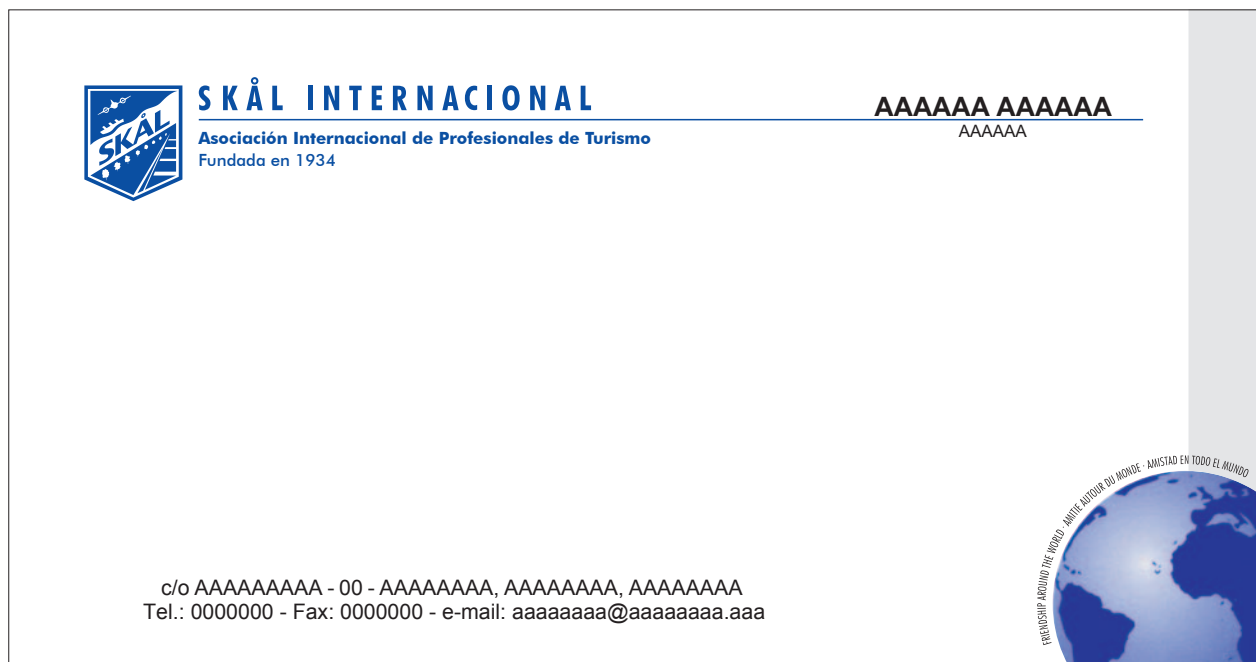 SKÅL
SKÅL INTERNACIONAL
Asociación Internacional de Profesionales de Turismo
Fundada en 1934
AAAAAA AAAAAA
AAAAAA
FRIENDSHIP AROUND THE WORLD · AMITIE AUTOUR DU MONDE · AMISTAD EN TODO EL MUNDO
c/o AAAAAAAAA - 00 - AAAAAAAA, AAAAAAAA, AAAAAAAA
Tel.: 0000000 - Fax: 0000000 - e-mail: aaaaaaaa@aaaaaaaa.aaa